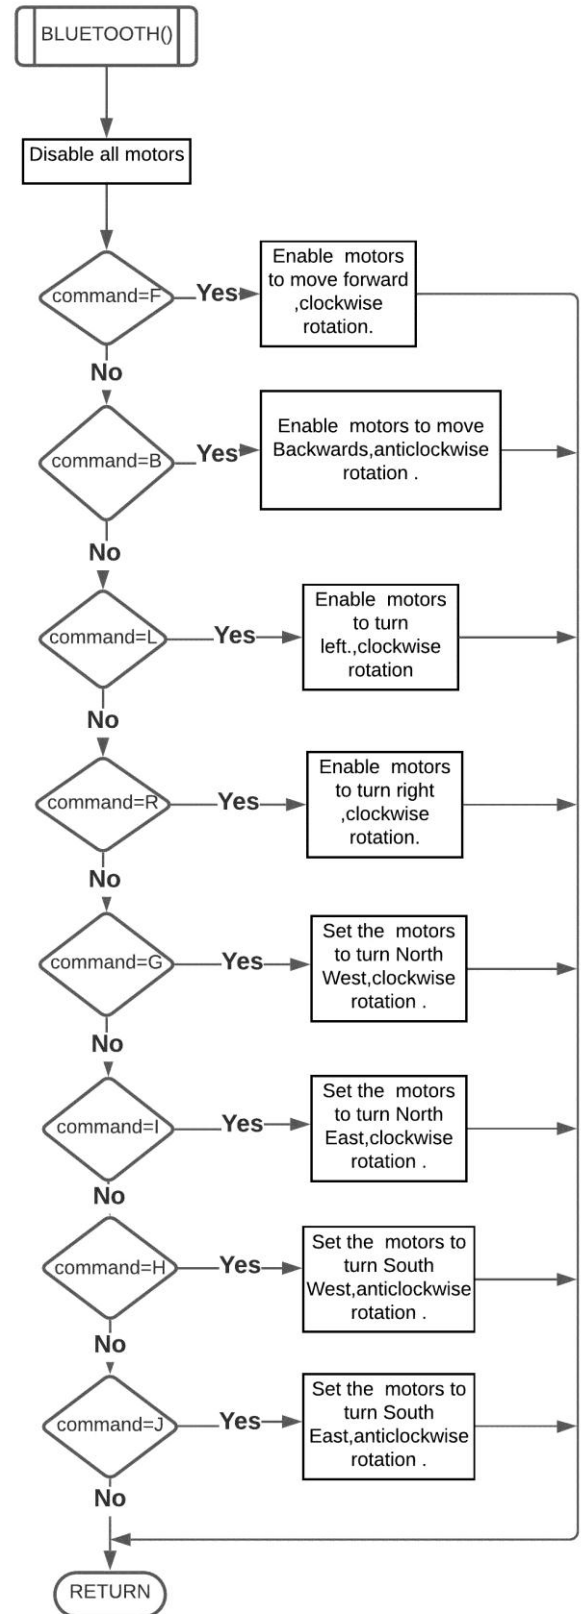 BLUETOOTH()
Disable all motors
command=F
Yes
Enable motors
to move forward
,clockwise
rotation.
No
command=B
Yes
Enable motors to move
Backwards,anticlockwise
rotation .
No
command=L
Yes
Enable motors
to turn
left.,clockwise
rotation
No
command=R
Yes
Enable motors
to turn right
,clockwise
rotation.
No
command=G
Yes
Set the motors
to turn North
West,clockwise
rotation .
No
command=I
Yes
Set the motors
to turn North
East,clockwise
rotation .
No
command=H
Yes
Set the motors to
turn South
West,anticlockwise
rotation .
No
command=J
Yes
Set the motors to
turn South
East,anticlockwise
rotation .
No
RETURN